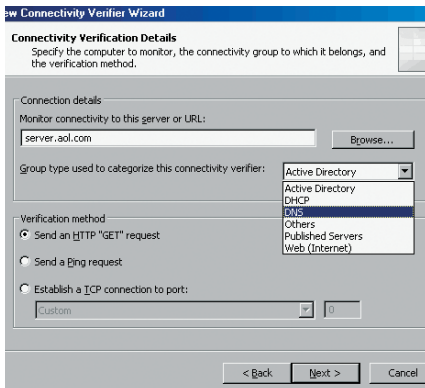 ew Connectivity Verifier Wizard
Connectivity Verification Details
Specify the computer to monitor, the connectivity group to which it belongs, and
the verification method.
Connection details
Monitor connectivity to this server or URL:
server.aol.com
Browse...
Group type used to categorize this connectivity verifier:
Active Directory
Active Directory
DHCP
DNS
Others
Published Servers
Web (Internet)
Verification method
Send an HTTP "GET" request
Send a Ping request
Establish a TCP connection to port:
Custom
0
< Back
Next >
Cancel